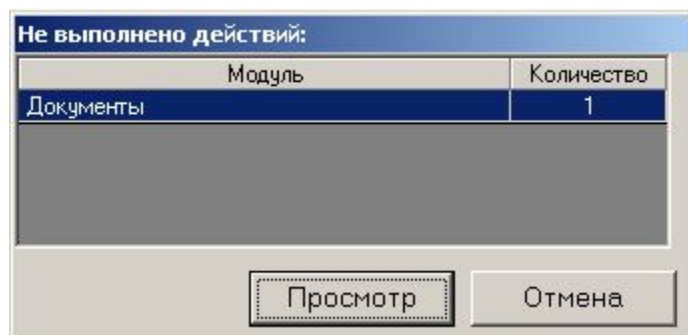 Не выполнено действий:
Модуль Количество
Документы 1
Просмотр Отмена